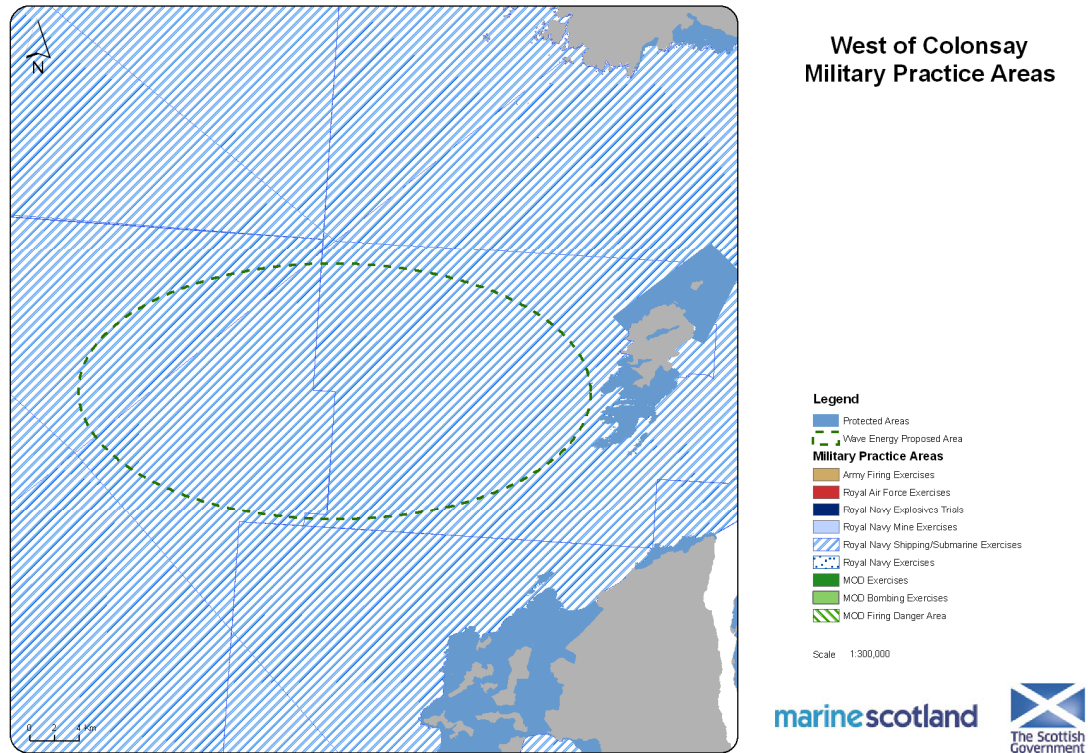 West of Colonsay
Military Practice Areas
N
Legend
Protected Areas
Wave Energy Proposed Area
Military Practice Areas
Army Firing Exercises
Royal Air Force Exercises
Royal Navy Explosives Trials
Royal Navy Mine Exercises
Royal Navy Shipping/Submarine Exercises
Royal Navy Exercises
MOD Exercises
MOD Bombing Exercises
MOD Firing Danger Area
Scale 1:300,000
0 2 4 Km
marinescotland
The Scottish
Government